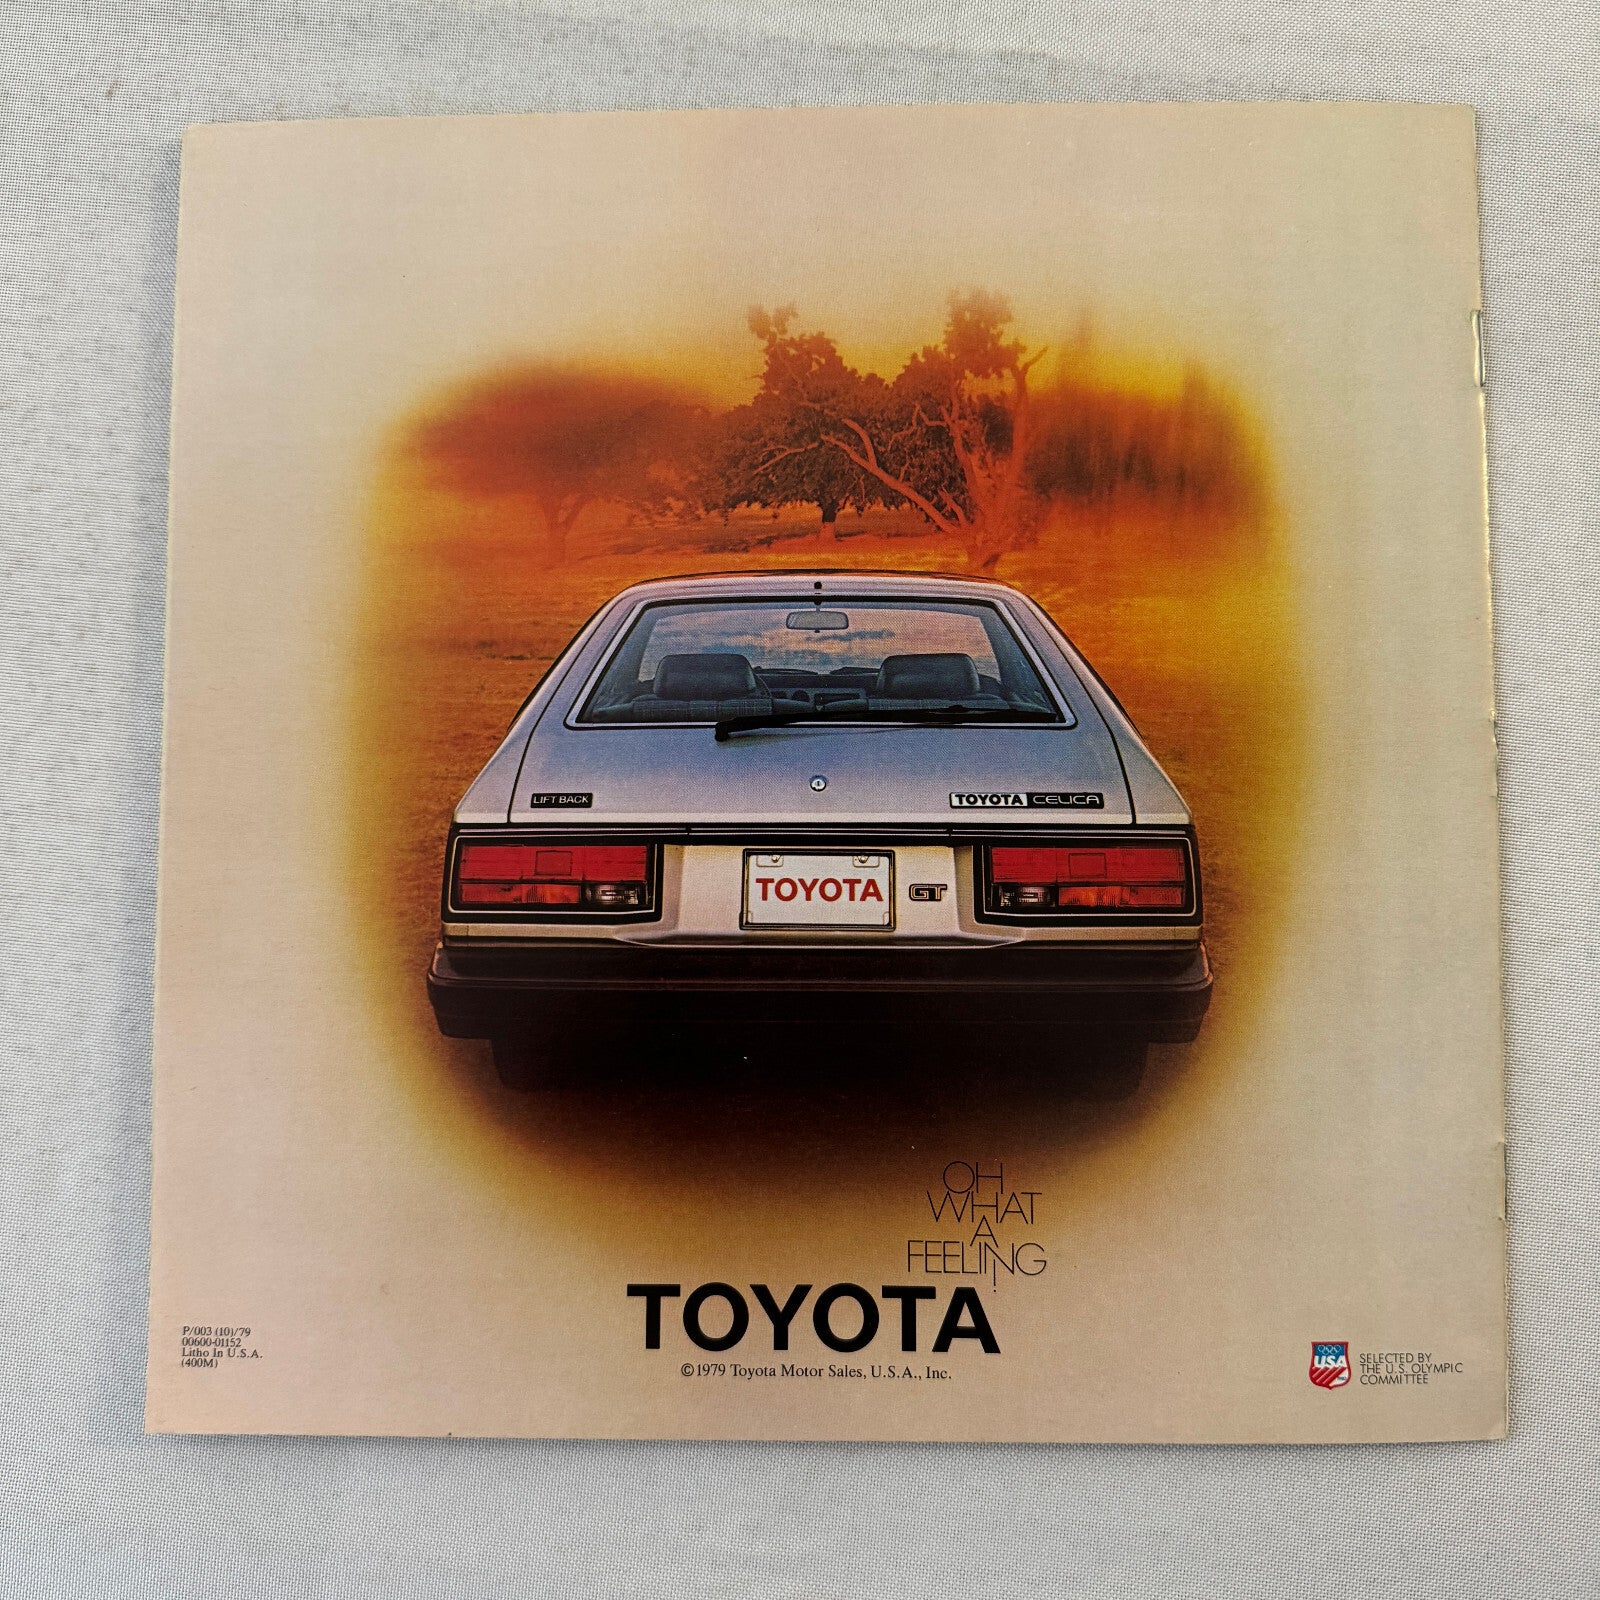 LIFT BACK
TOYOTA CELICA
TOYOTA
GT
OH
WHAT
A
FEELING!
TOYOTA
©1979 Toyota Motor Sales, U.S.A., Inc.
P/003 (10)/79
00600-01152
Litho In U.S.A.
(400M)
USA
SELECTED BY
THE U.S. OLYMPIC
COMMITTEE